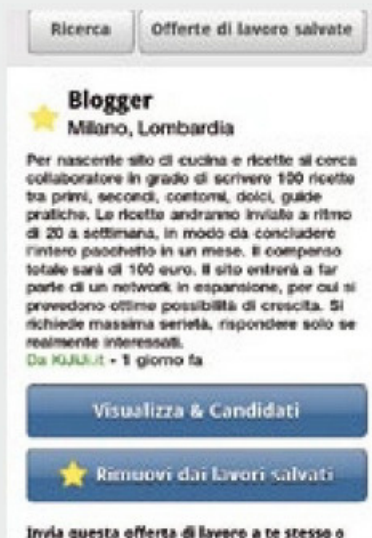 Ricerca Offerte di lavoro salvate
Blogger
Milano, Lombardia
Per nascente sito di cucina e ricette si cerca
collaboratore in grado di scrivere 100 ricette
tra primi, secondi, contorni, dolci, guide
pratiche. Le ricette andranno inviate a ritmo
di 20 a settimana, in modo da concludere
l'intero pacchetto in un mese. Il compenso
totale sarà di 100 euro. Il sito entrerà a far
parte di un network in espansione, per cui si
prevedono ottime possibilità di crescita. Si
richiede massima serietà, rispondere solo se
realmente interessati.
Da KiJiJi.it - 1 giorno fa
Visualizza & Candidati
Rimuovi dai lavori salvati
Invia questa offerta di lavoro a te stesso o